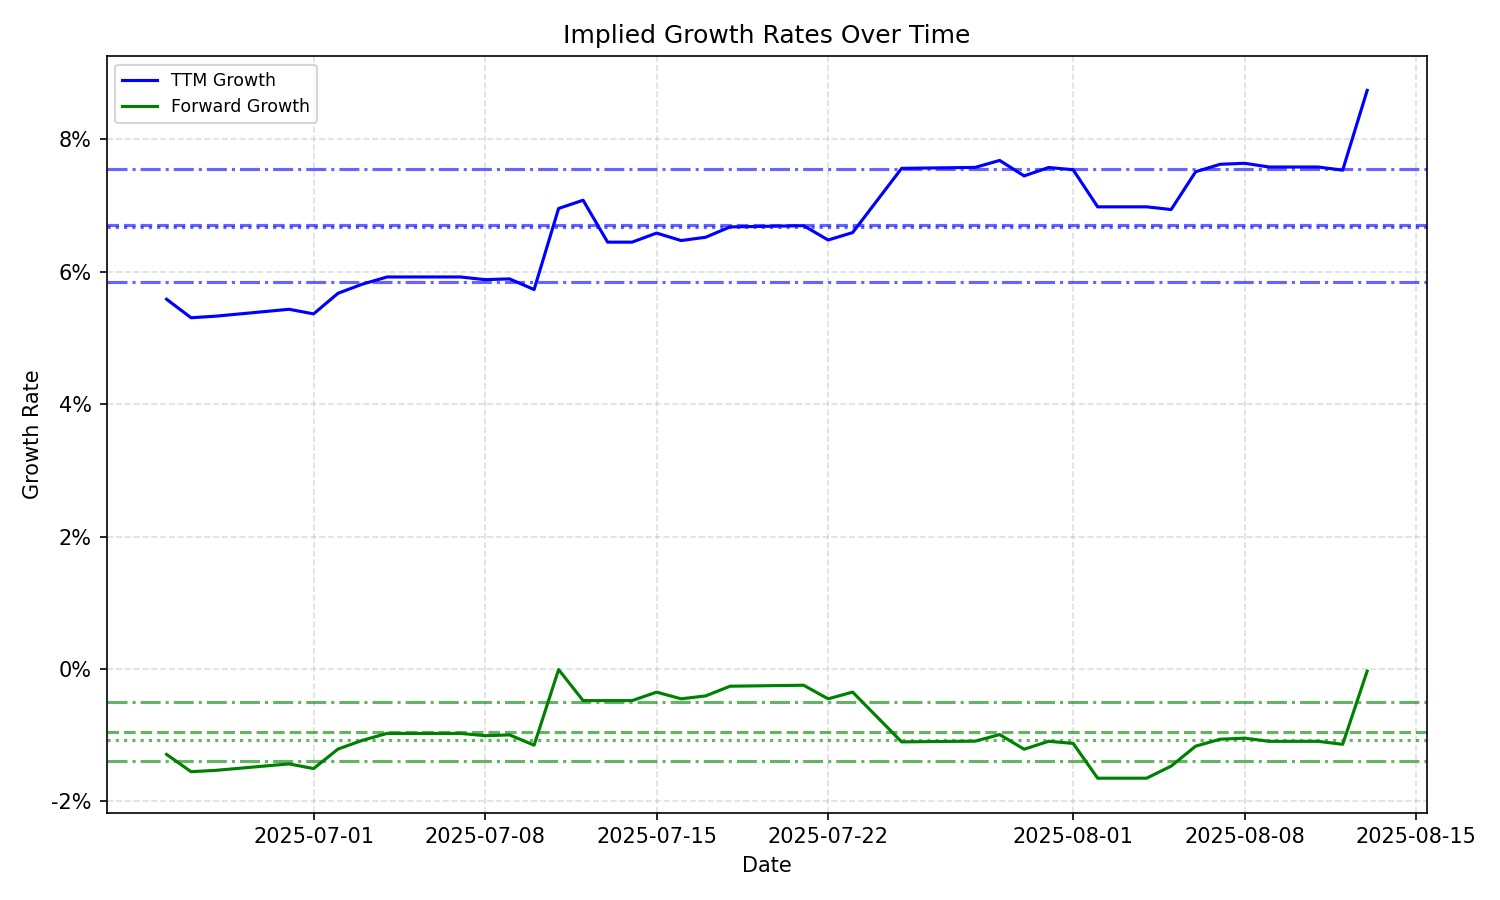 Implied Growth Rates Over Time
TTM Growth
Forward Growth
Growth Rate
8%
6%
4%
2%
0%
-2%
2025-07-01
2025-07-08
2025-07-15
2025-07-22
2025-08-01
2025-08-08
2025-08-15
Date